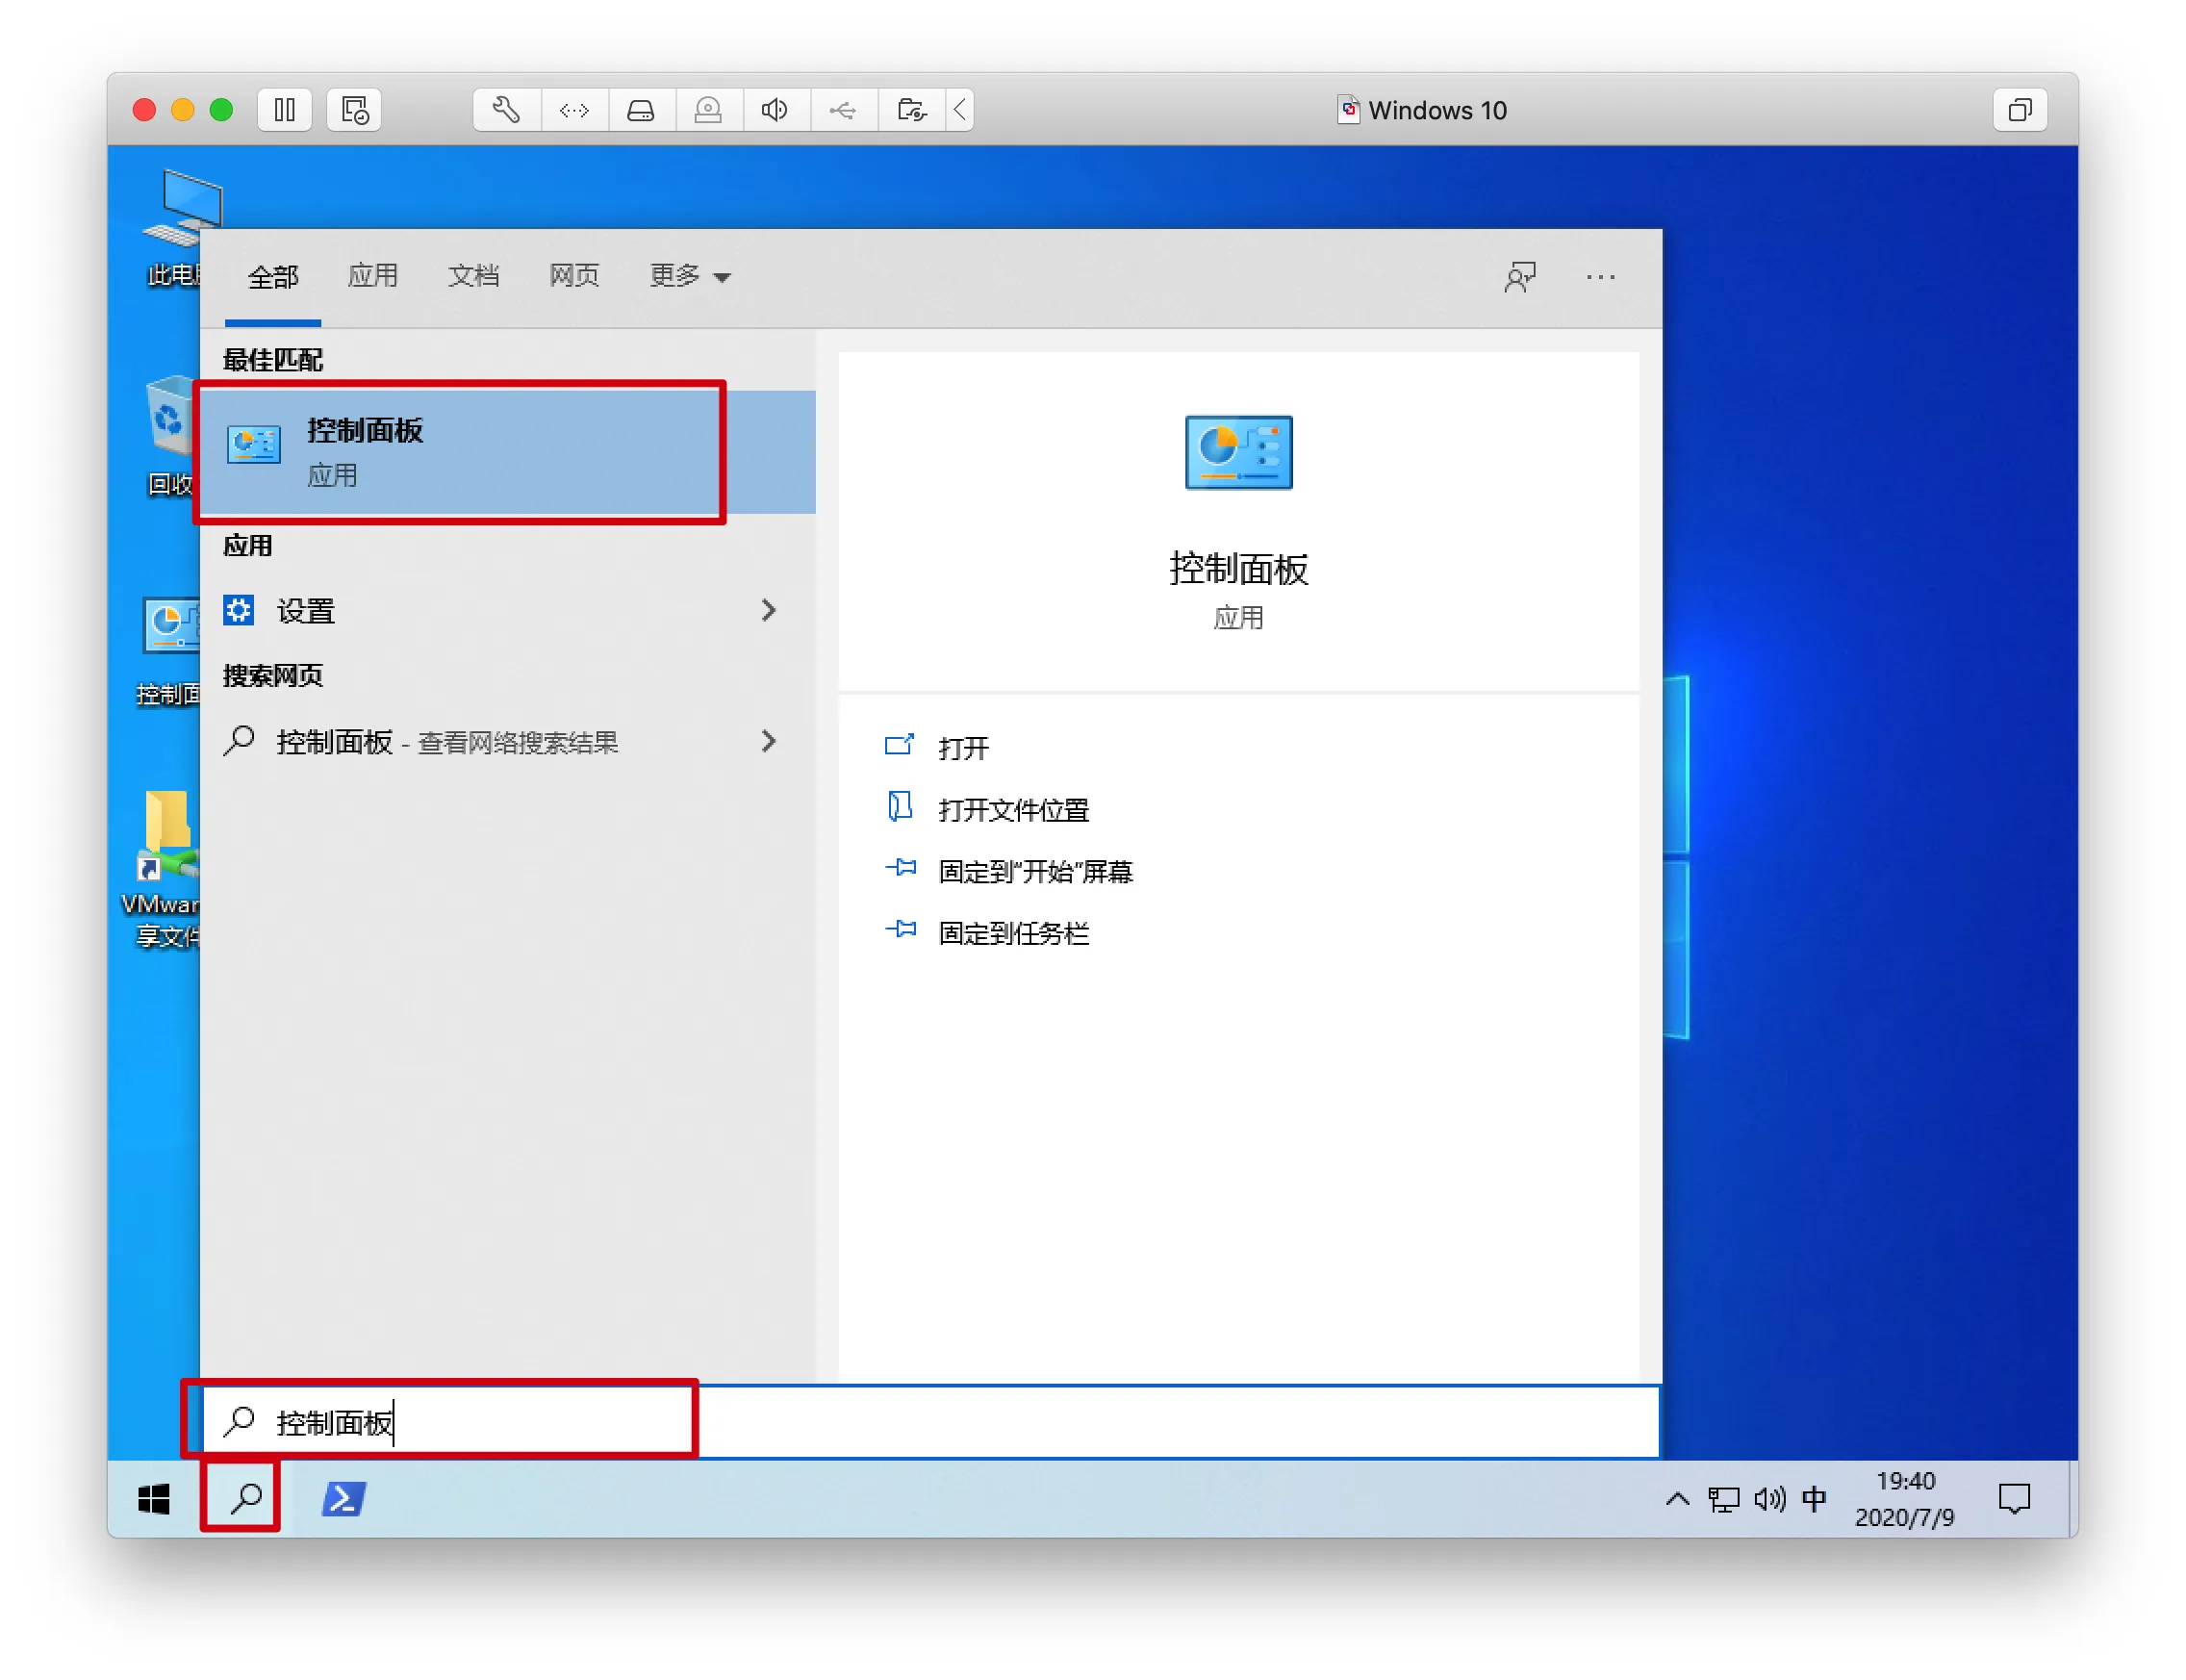 Windows 10
此电
全部 应用 文档 网页 更多
最佳匹配
控制面板
应用
回收
应用
设置
控制面
搜索网页
控制面板 - 查看网络搜索结果
VMwar
享文件
控制面板
应用
打开
打开文件位置
固定到“开始”屏幕
固定到任务栏
控制面板
中
19:40
2020/7/9